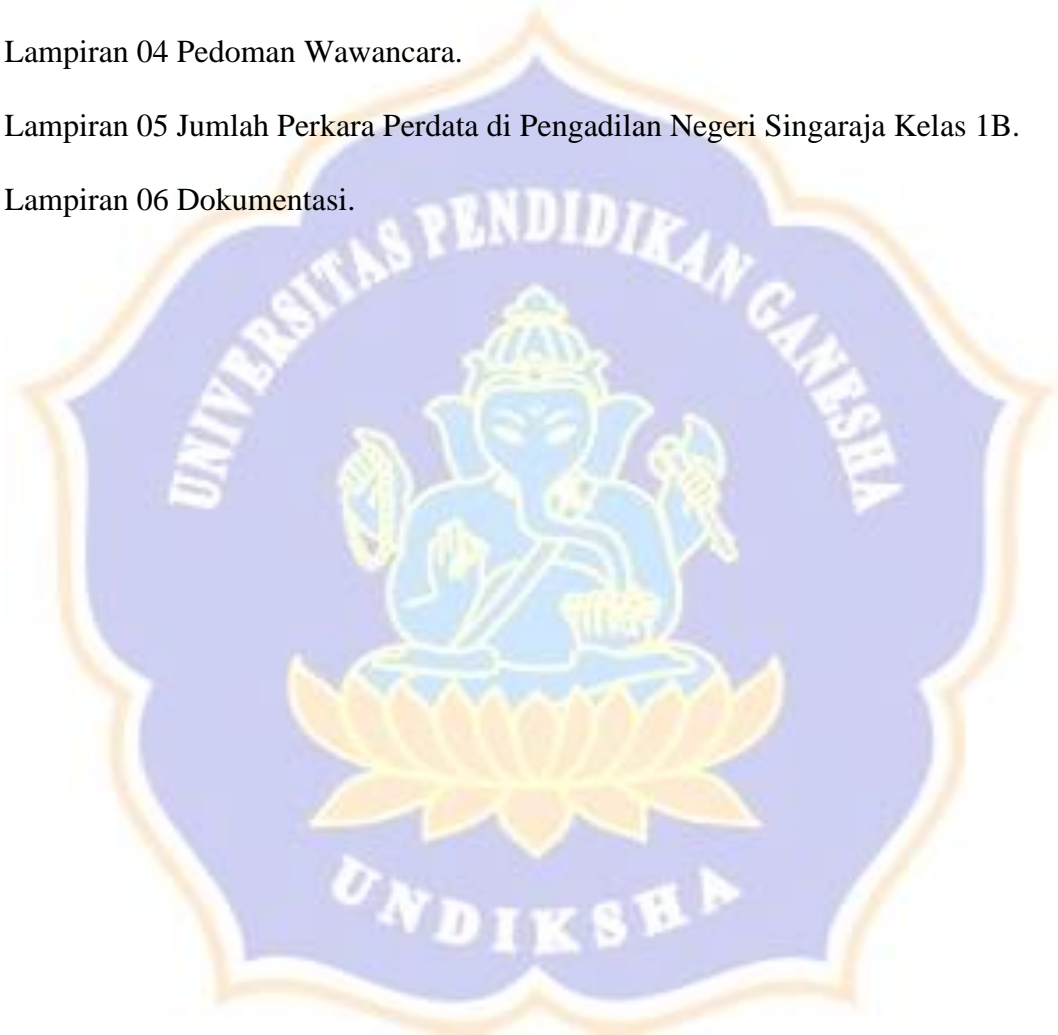 Lampiran 04 Pedoman Wawancara.
Lampiran 05 Jumlah Perkara Perdata di Pengadilan Negeri Singaraja Kelas 1B.
Lampiran 06 Dokumentasi.
UNIVERSITAS PENDIDIKAN GANESHA
UNDIKSHA